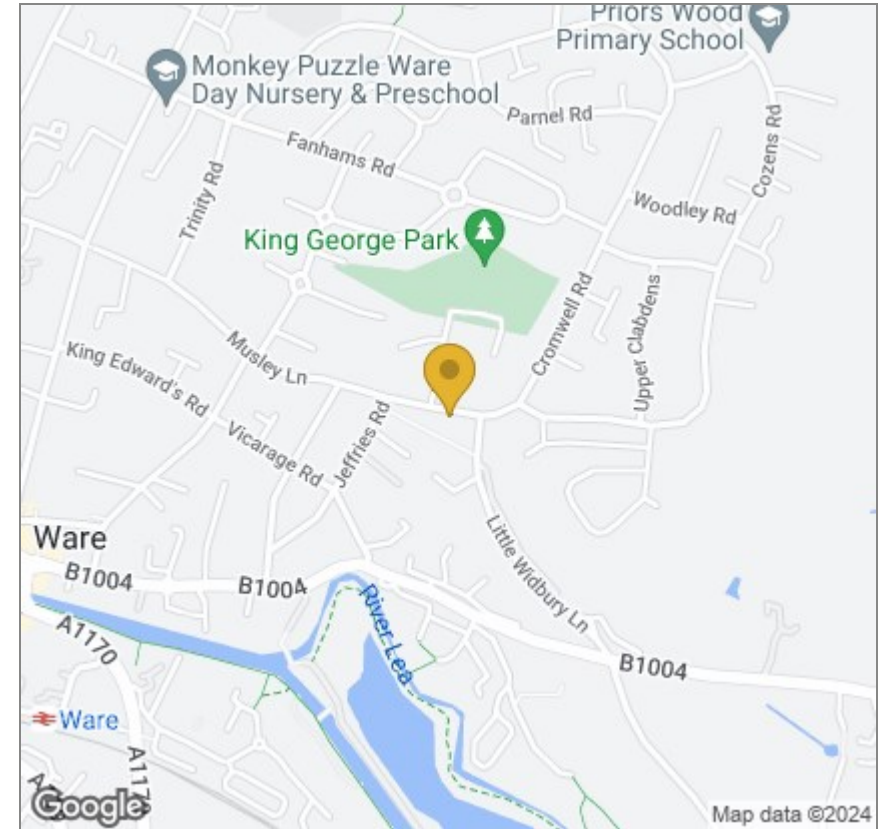 Priors Wood
Primary School
Monkey Puzzle Ware
Day Nursery & Preschool
Parnel Rd
Fanhams Rd
Cozens Rd
Trinity Rd
Woodley Rd
King George Park
Cromwell Rd
Upper Clabdens
Musley Ln
King Edward's Rd
Jeffries Rd
Vicarage Rd
Little Widbury Ln
Ware
B1004
B1004
River Lea
A1170
B1004
Ware
Google
Map data ©2024